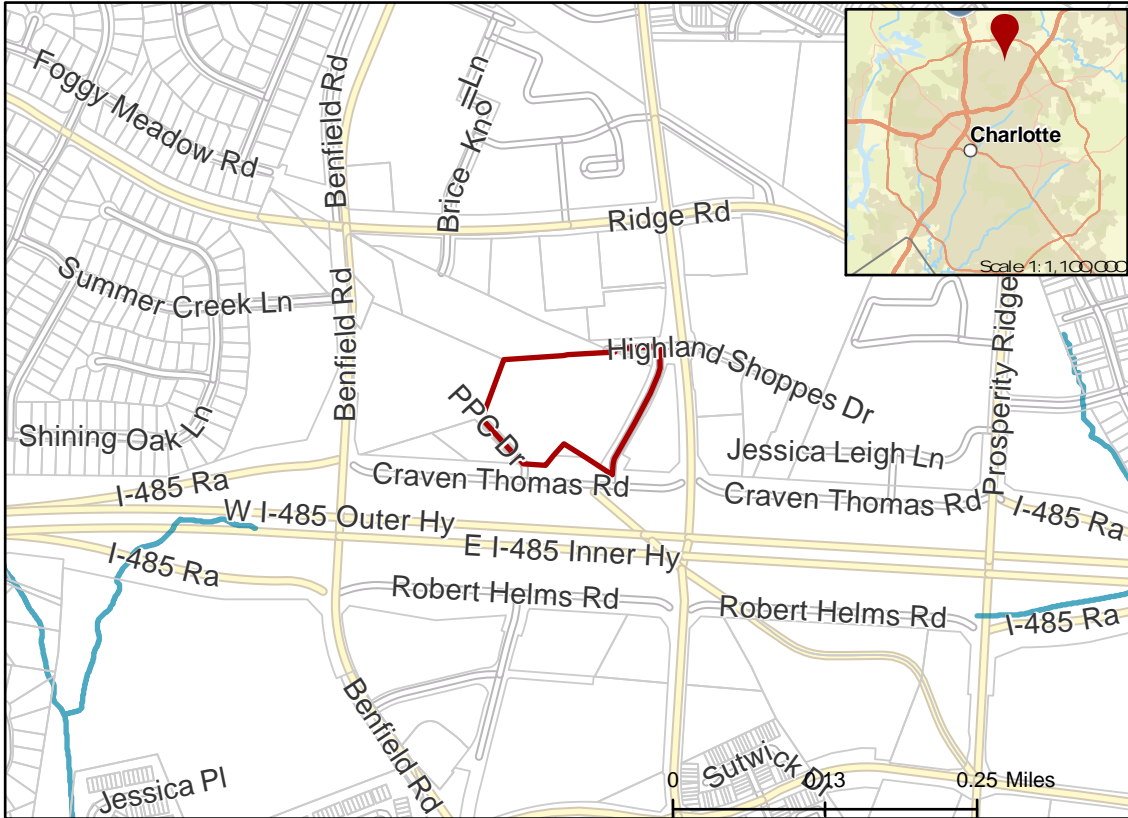 Foggy Meadow Rd
Benfield Rd
Brice Knoll Ln
Ridge Rd
Charlotte
Scale 1: 1,100,000
Summer Creek Ln
Benfield Rd
Highland Shoppes Dr
Prosperity Ridge
PPC Dr
Shining Oak Ln
Jessica Leigh Ln
Craven Thomas Rd
Craven Thomas Rd
I-485 Ra
I-485 Ra
W I-485 Outer Hy
E I-485 Inner Hy
I-485 Ra
Robert Helms Rd
Robert Helms Rd
I-485 Ra
Benfield Rd
Jessica Pl
Sutwick Dr
0 0.13 0.25 Miles